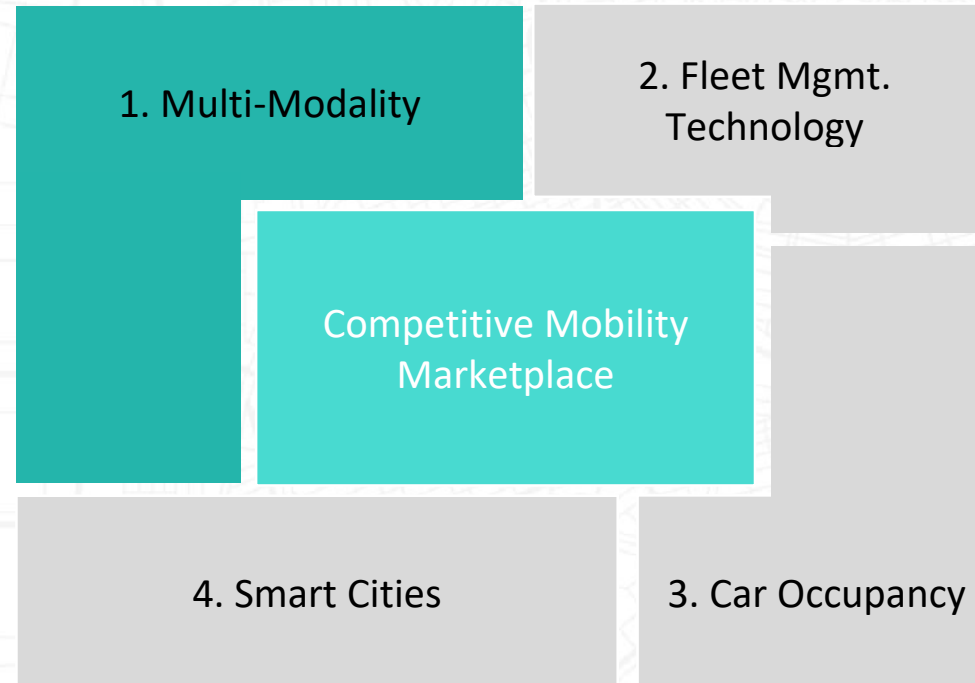 1. Multi-Modality
2. Fleet Mgmt.
Technology
Competitive Mobility
Marketplace
4. Smart Cities
3. Car Occupancy